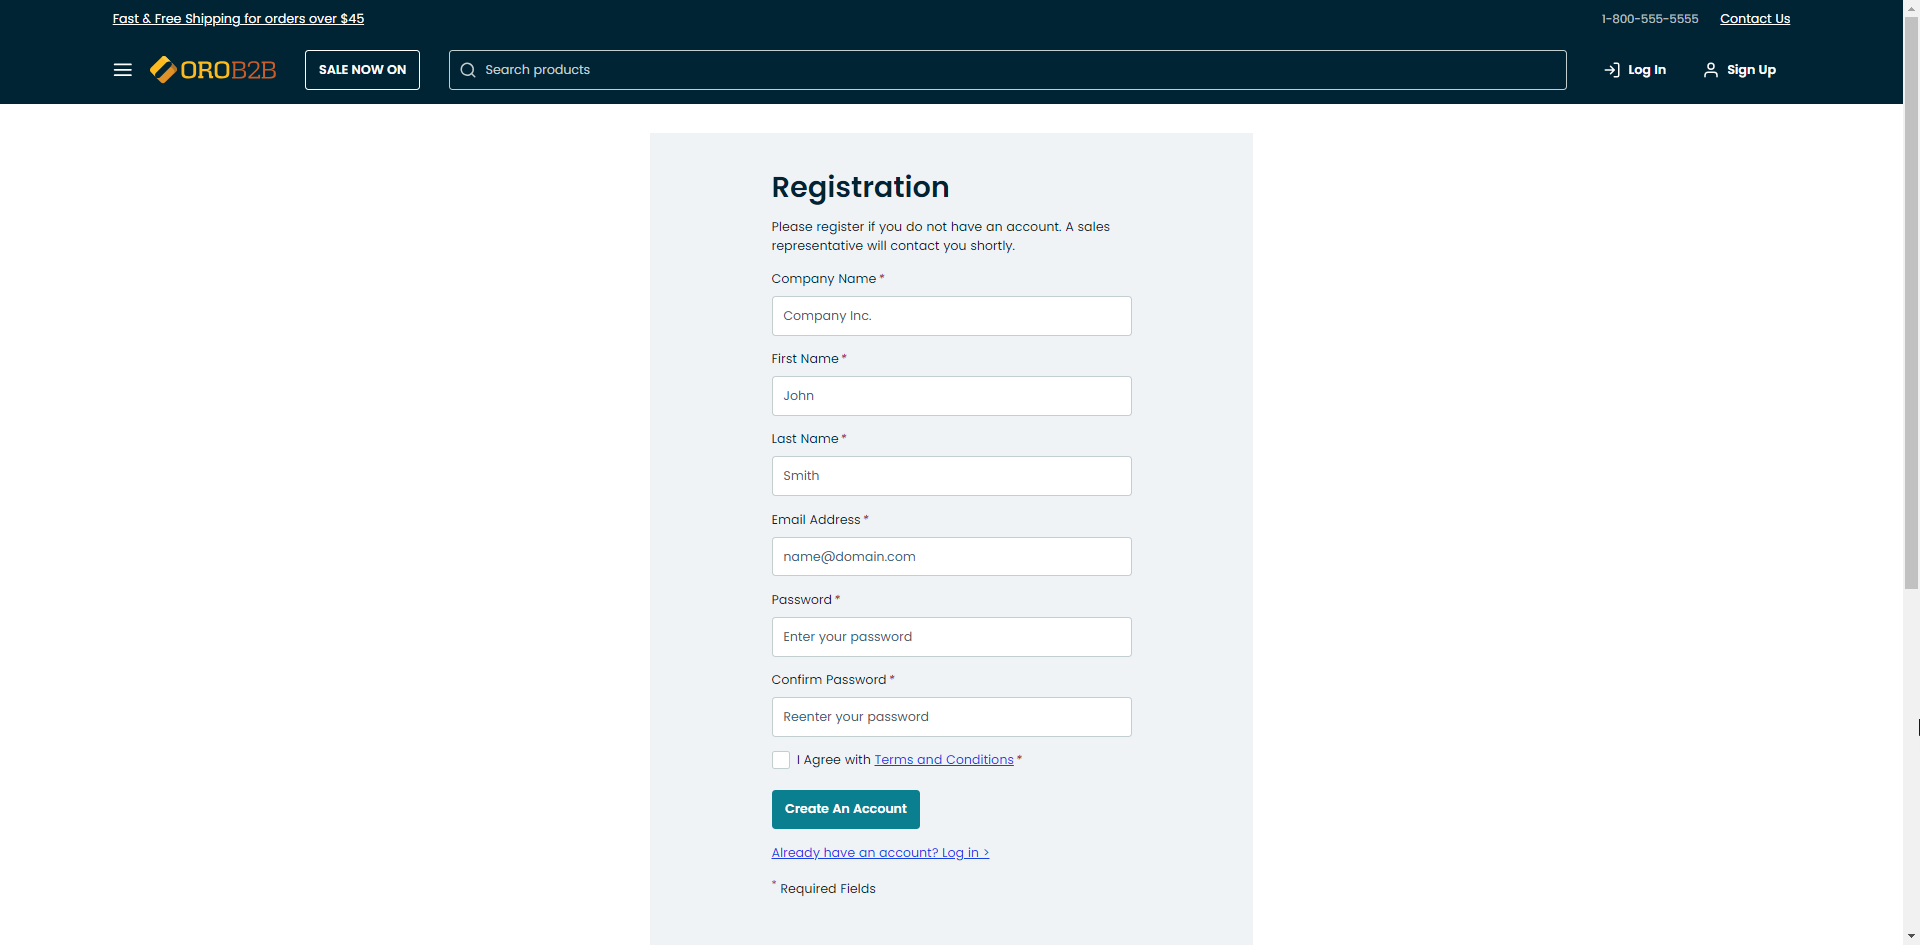 Fast & Free Shipping for orders over $45
1-800-555-5555
Contact Us
OROB2B
SALE NOW ON
Search products
Log In
Sign Up
Registration
Please register if you do not have an account. A sales
representative will contact you shortly.
Company Name *
Company Inc.
First Name *
John
Last Name *
Smith
Email Address *
name@domain.com
Password *
Enter your password
Confirm Password *
Reenter your password
I Agree with Terms and Conditions *
Create An Account
Already have an account? Log in >
* Required Fields